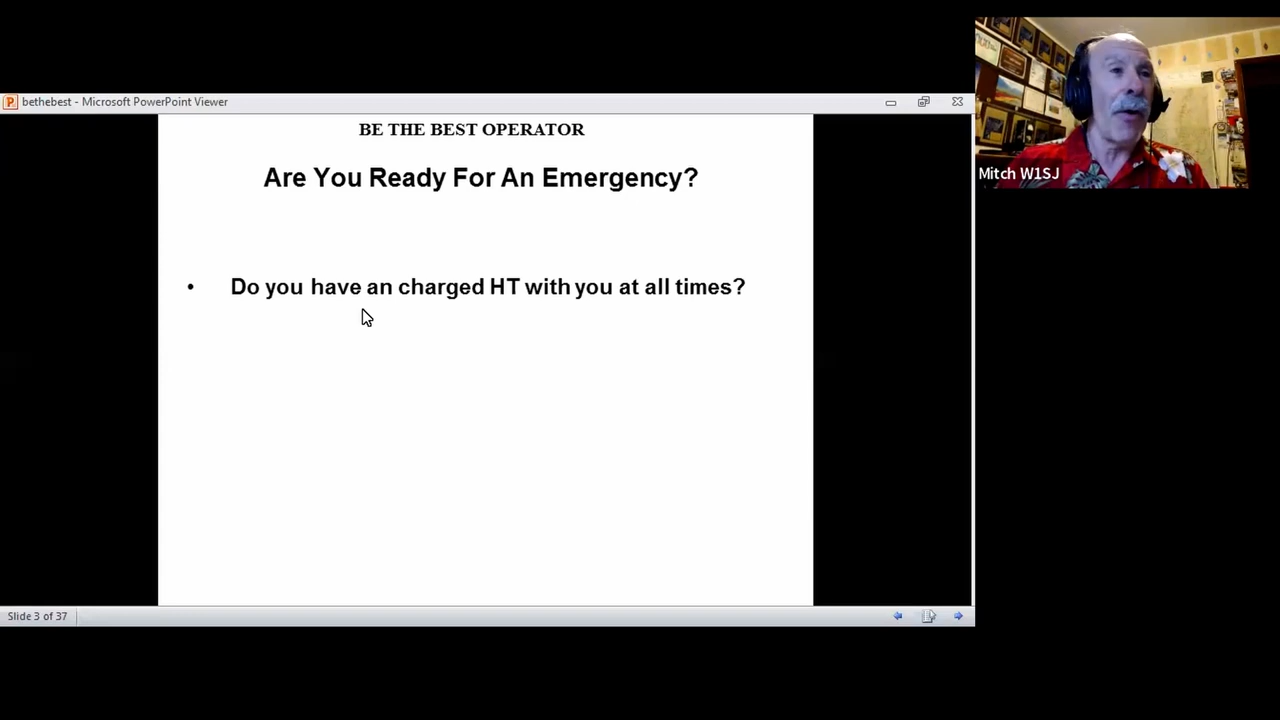 bethebest - Microsoft PowerPoint Viewer
BE THE BEST OPERATOR
Are You Ready For An Emergency?
• Do you have an charged HT with you at all times?
Mitch W1SJ
Slide 3 of 37